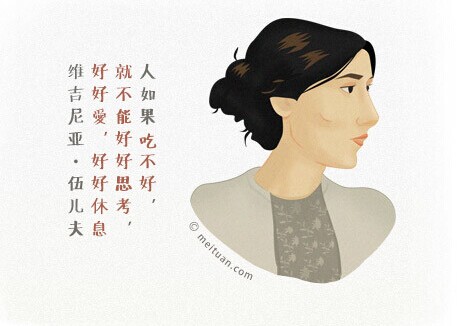 人如果吃不好，
就不能好好思考，
好好愛，好好休息
维吉尼亚·伍儿夫
© meituan.com